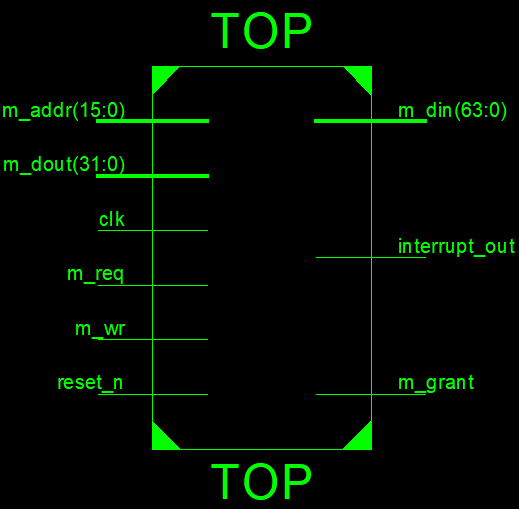 TOP
m_addr(15:0)
m_din(63:0)
m_dout(31:0)
clk
interrupt_out
m_req
m_wr
reset_n
m_grant
TOP